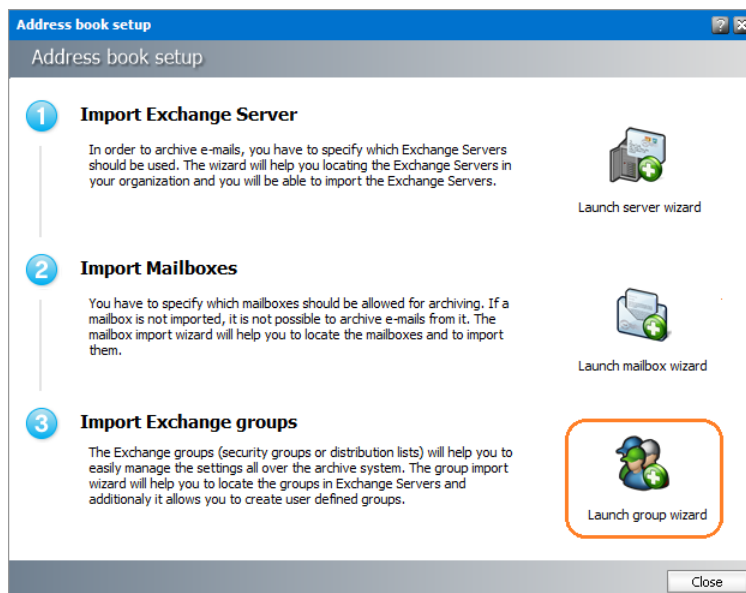 Address book setup
Address book setup
1
Import Exchange Server
In order to archive e-mails, you have to specify which Exchange Servers
should be used. The wizard will help you locating the Exchange Servers in
your organization and you will be able to import the Exchange Servers.
Launch server wizard
2
Import Mailboxes
You have to specify which mailboxes should be allowed for archiving. If a
mailbox is not imported, it is not possible to archive e-mails from it. The
mailbox import wizard will help you to locate the mailboxes and to import
them.
Launch mailbox wizard
3
Import Exchange groups
The Exchange groups (security groups or distribution lists) will help you to
easily manage the settings all over the archive system. The group import
wizard will help you to locate the groups in Exchange Servers and
additionaly it allows you to create user defined groups.
Launch group wizard
Close